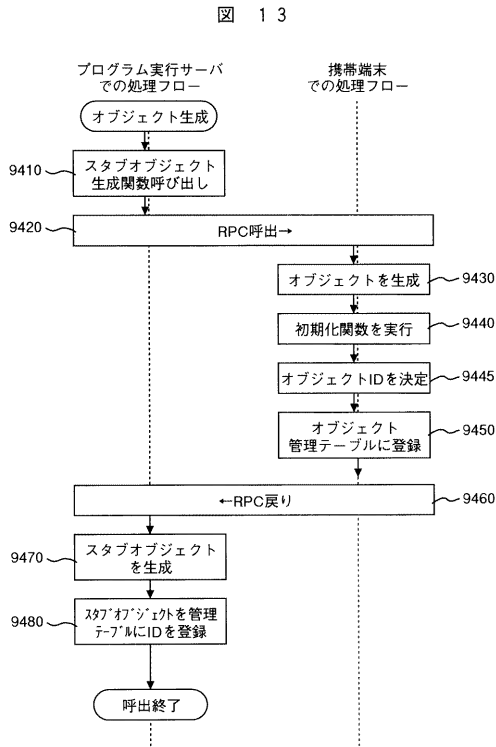 図 13
プログラム実行サーバ
での処理フロー
携帯端末
での処理フロー
オブジェクト生成
9410
スタブオブジェクト
生成関数呼び出し
9420
RPC呼出→
オブジェクトを生成
9430
初期化関数を実行
9440
オブジェクトIDを決定
9445
オブジェクト
管理テーブルに登録
9450
←RPC戻り
9460
9470
スタブオブジェクト
を生成
9480
スタブオブジェクトを管理
テーブルにIDを登録
呼出終了